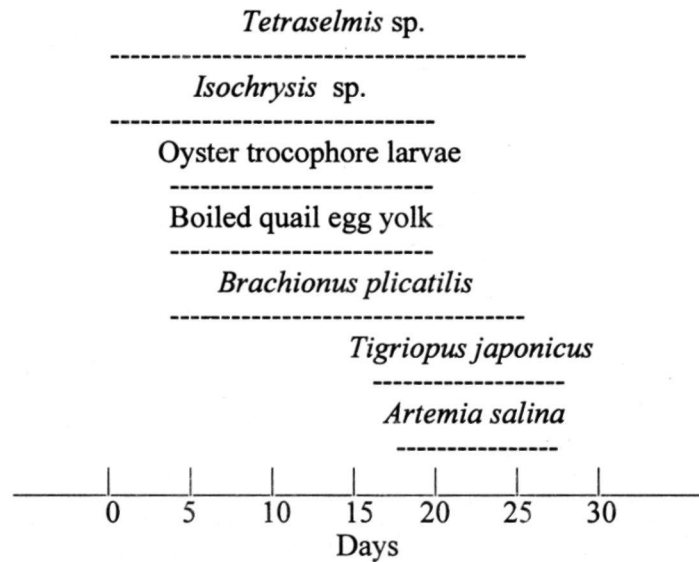 Tetraselmis sp.
Isochrysis sp.
Oyster trocophore larvae
Boiled quail egg yolk
Brachionus plicatilis
Tigriopus japonicus
Artemia salina
0 5 10 15 20 25 30
Days